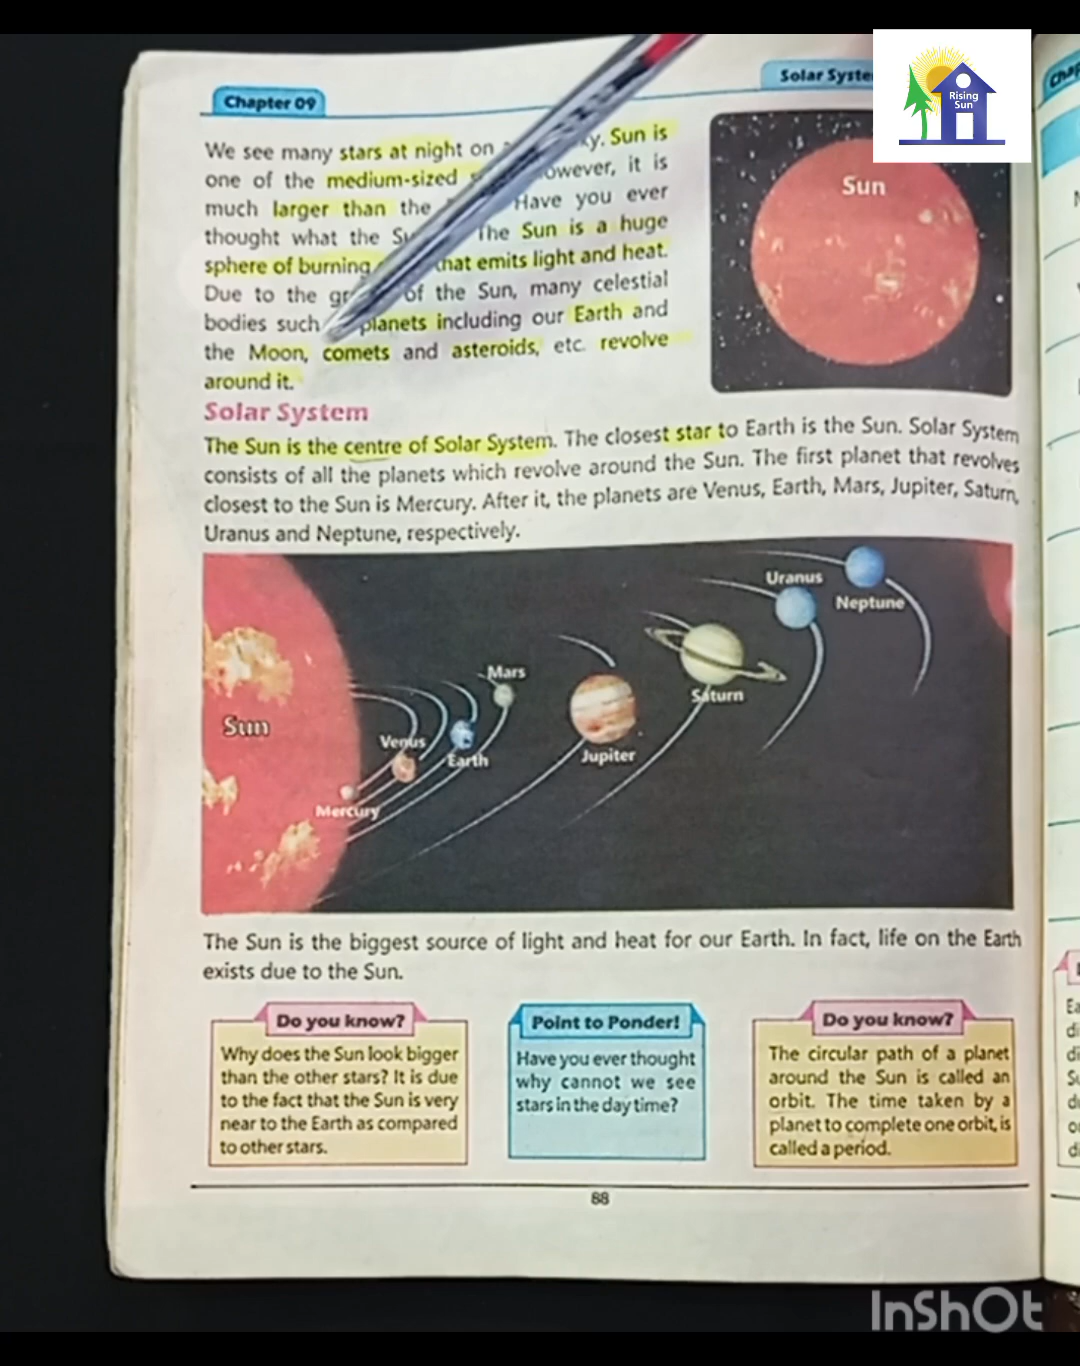 Chapter 09
Solar Syste
Rising
Sun
We see many stars at night on ky. Sun is
one of the medium-sized owever, it is
much larger than the Have you ever
thought what the Su The Sun is a huge
sphere of burning that emits light and heat.
Due to the gr of the Sun, many celestial
bodies such planets including our Earth and
the Moon, comets and asteroids, etc. revolve
around it.
Sun
Solar System
The Sun is the centre of Solar System. The closest star to Earth is the Sun. Solar System
consists of all the planets which revolve around the Sun. The first planet that revolves
closest to the Sun is Mercury. After it, the planets are Venus, Earth, Mars, Jupiter, Saturn,
Uranus and Neptune, respectively.
Uranus
Neptune
Mars
Saturn
Sun
Venus
Earth
Jupiter
Mercury
The Sun is the biggest source of light and heat for our Earth. In fact, life on the Earth
exists due to the Sun.
Do you know?
Why does the Sun look bigger
than the other stars? It is due
to the fact that the Sun is very
near to the Earth as compared
to other stars.
Point to Ponder!
Have you ever thought
why cannot we see
stars in the day time?
Do you know?
The circular path of a planet
around the Sun is called an
orbit. The time taken by a
planet to complete one orbit, is
called a period.
88
InShOt